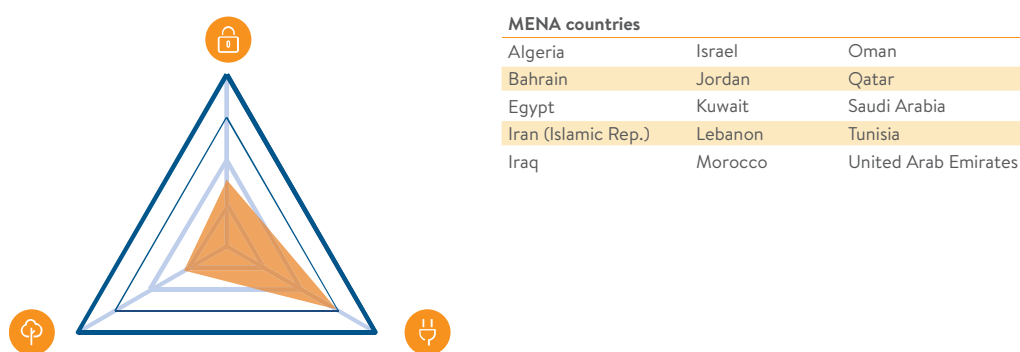 MENA countries
Algeria Israel Oman
Bahrain Jordan Qatar
Egypt Kuwait Saudi Arabia
Iran (Islamic Rep.) Lebanon Tunisia
Iraq Morocco United Arab Emirates